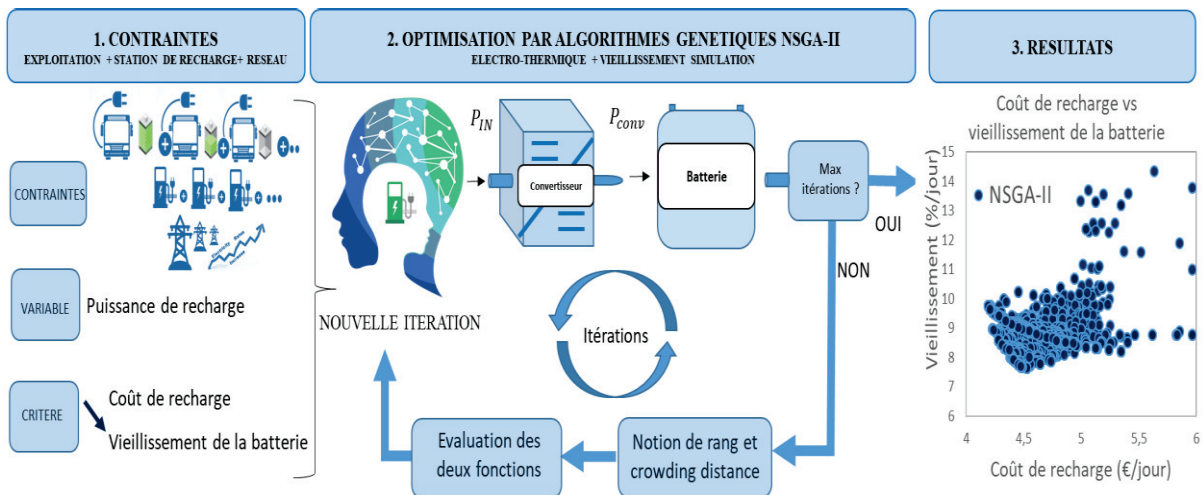 1. CONTRAINTES
EXPLOITATION + STATION DE RECHARGE+ RESEAU
2. OPTIMISATION PAR ALGORITHMES GENETIQUES NSGA-II
ELECTRO-THERMIQUE + VIEILLISSEMENT SIMULATION
3. RESULTATS
CONTRAINTES
VARIABLE
Puissance de recharge
CRITERE
Coût de recharge
Vieillissement de la batterie
P_IN
Convertisseur
P_conv
Batterie
Max
itérations ?
OUI
NON
NOUVELLE ITERATION
Itérations
Evaluation des
deux fonctions
Notion de rang et
crowding distance
Coût de recharge vs
vieillissement de la batterie
NSGA-II
Vieillissement (%/jour)
15
14
13
12
11
10
9
8
7
6
4
4,5
5
5,5
6
Coût de recharge (€/jour)